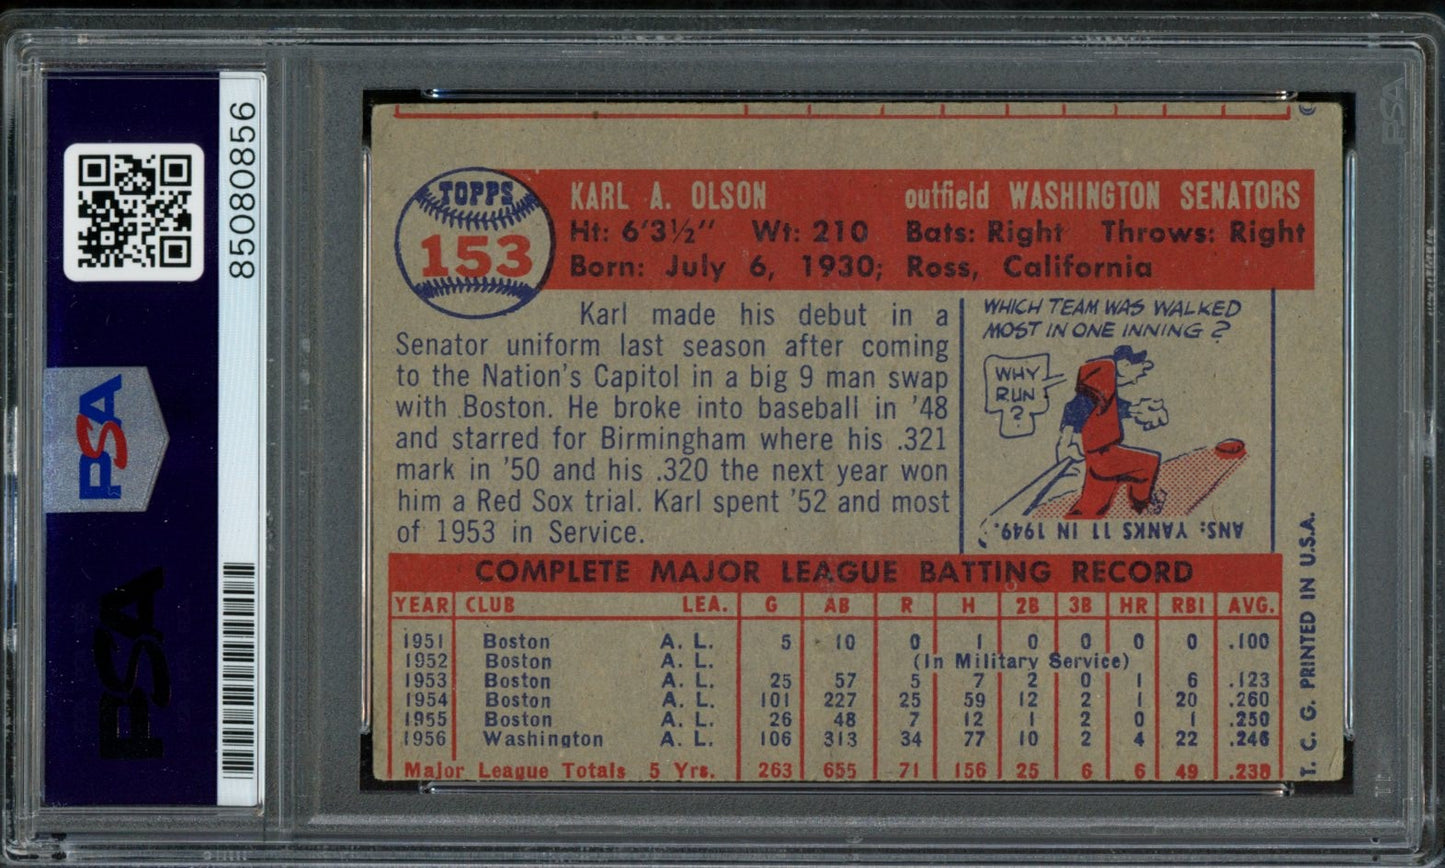 85080856
PSA
PSA
PSA
TOPPS
153
KARL A. OLSON outfield WASHINGTON SENATORS
Ht: 6'3½" Wt: 210 Bats: Right Throws: Right
Born: July 6, 1930; Ross, California
Karl made his debut in a
Senator uniform last season after coming
to the Nation's Capitol in a big 9 man swap
with Boston. He broke into baseball in '48
and starred for Birmingham where his .321
mark in '50 and his .320 the next year won
him a Red Sox trial. Karl spent '52 and most
of 1953 in Service.
WHICH TEAM WAS WALKED
MOST IN ONE INNING?
WHY
RUN
?
ANS: YANKS 11 IN 1949.
COMPLETE MAJOR LEAGUE BATTING RECORD
YEAR CLUB LEA. G AB R H 2B 3B HR RBI AVG.
1951 Boston A. L. 5 10 0 1 0 0 0 0 .100
1952 Boston A. L. (In Military Service)
1953 Boston A. L. 25 57 5 7 2 0 1 6 .123
1954 Boston A. L. 101 227 25 59 12 2 1 20 .260
1955 Boston A. L. 26 48 7 12 1 2 0 1 .250
1956 Washington A. L. 106 313 34 77 10 2 4 22 .246
Major League Totals 5 Yrs. 263 655 71 156 25 6 6 49 .238
T. C. G. PRINTED IN U.S.A.